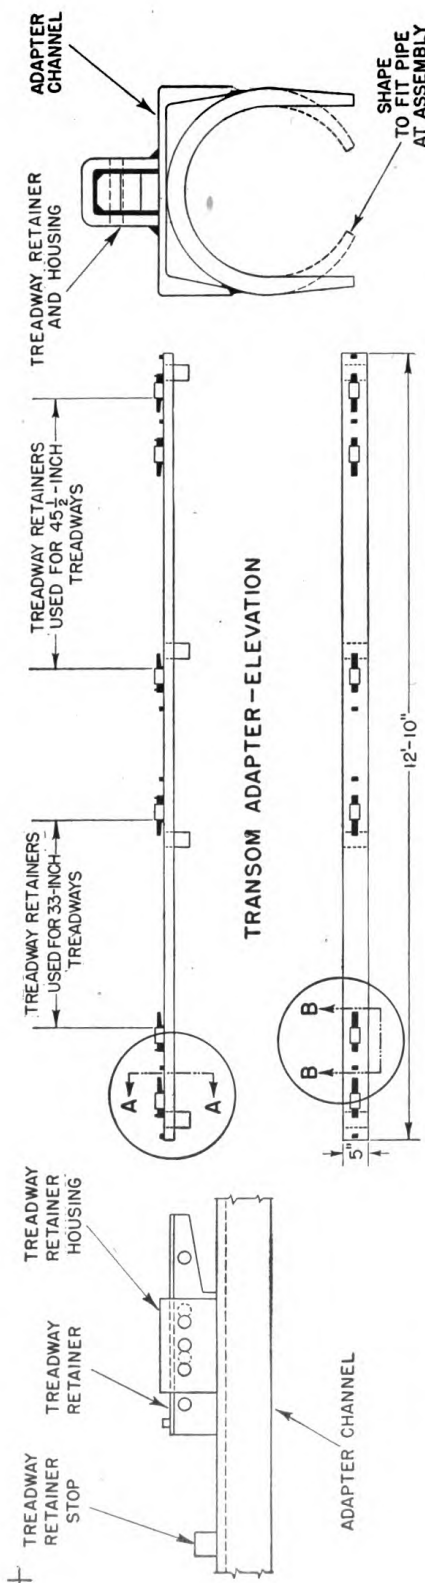 TREADWAY
RETAINER
STOP
TREADWAY
RETAINER
TREADWAY
RETAINER
HOUSING
ADAPTER CHANNEL
TREADWAY RETAINERS
USED FOR 33-INCH
TREADWAYS
TREADWAY RETAINERS
USED FOR 45½-INCH
TREADWAYS
A
A
TRANSOM ADAPTER-ELEVATION
B
B
5"
12'-10"
TREADWAY RETAINER
AND HOUSING
ADAPTER
CHANNEL
SHAPE
TO FIT PIPE
AT ASSEMBLY